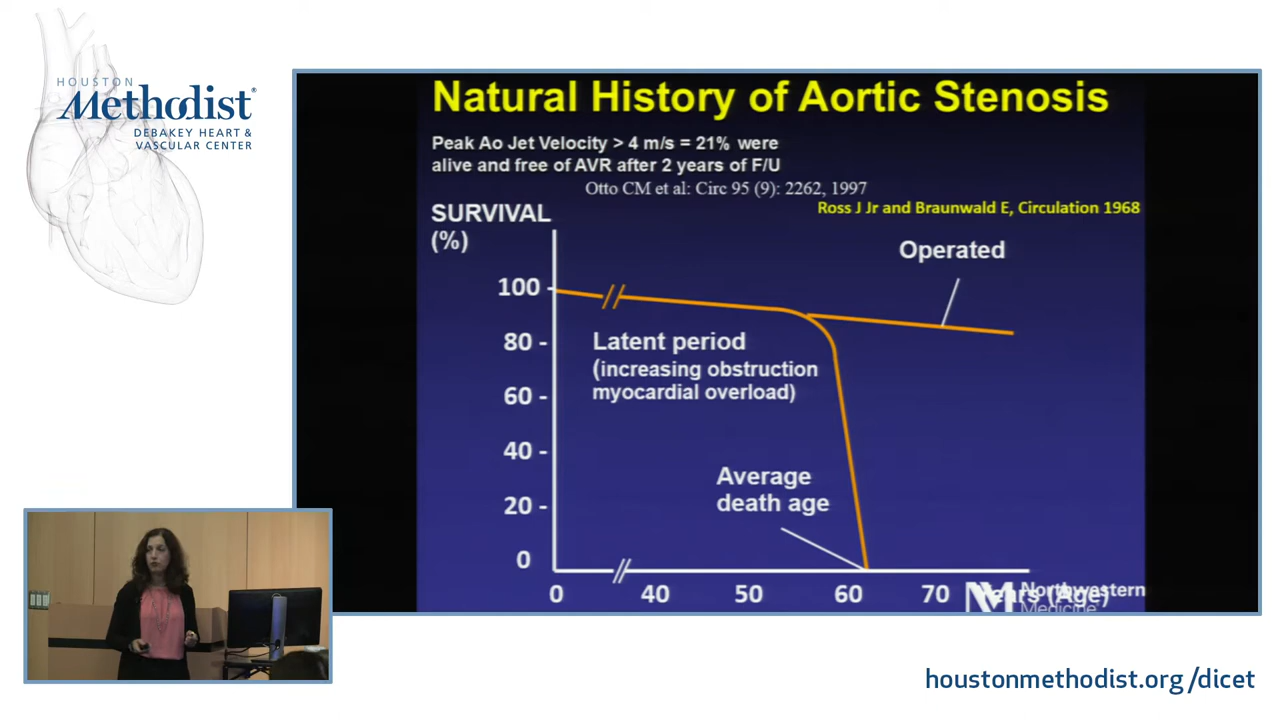 HOUSTON
Methodist®
DEBAKEY HEART &
VASCULAR CENTER
Natural History of Aortic Stenosis
Peak Ao Jet Velocity > 4 m/s = 21% were
alive and free of AVR after 2 years of F/U
Otto CM et al: Circ 95 (9): 2262, 1997
Ross J Jr and Braunwald E, Circulation 1968
SURVIVAL
(%)
Operated
100
80
60
40
20
0
Latent period
(increasing obstruction
myocardial overload)
Average
death age
0 40 50 60 70 Years (Age)
NM Northwestern
Medicine
houstonmethodist.org/dicet